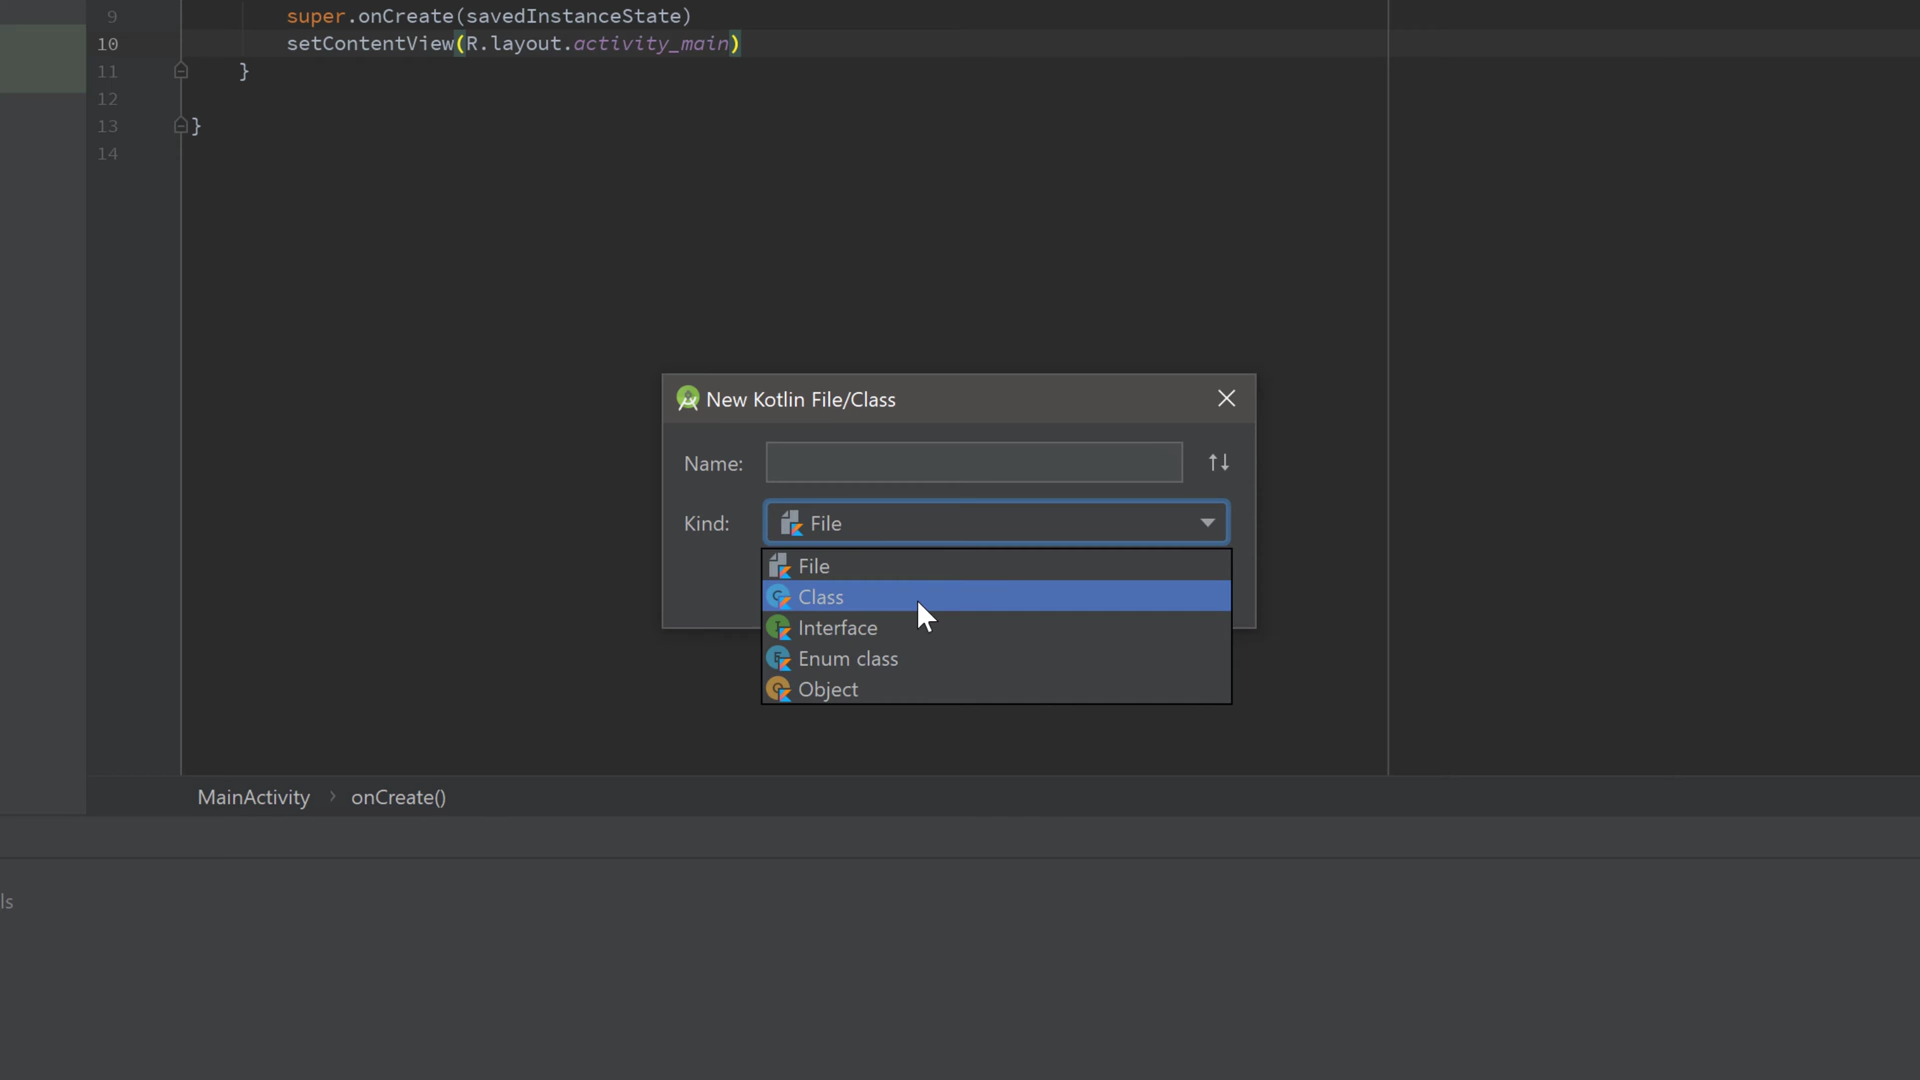 9 super.onCreate(savedInstanceState)
10 setContentView(R.layout.activity_main)
11 }
12
13 }
14
New Kotlin File/Class
Name:
Kind: File
File
Class
Interface
Enum class
Object
MainActivity › onCreate()
ls